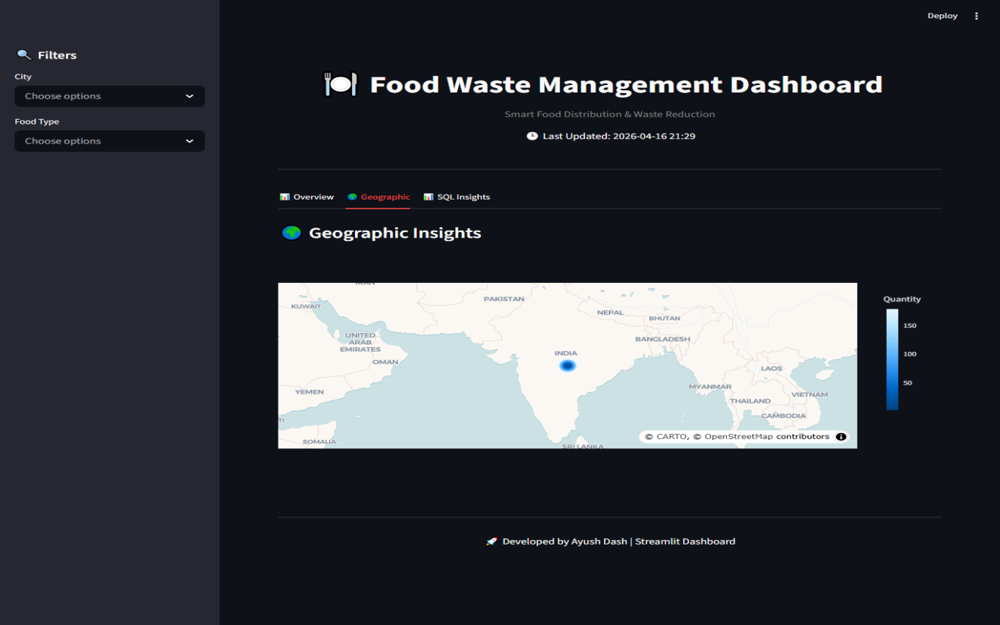 Deploy
Filters
City
Choose options
Food Type
Choose options
Food Waste Management Dashboard
Smart Food Distribution & Waste Reduction
Last Updated: 2026-04-16 21:29
Overview
Geographic
SQL Insights
Geographic Insights
IRAN
PAKISTAN
KUWAIT
NEPAL
BHUTAN
UNITED
ARAB
EMIRATES
BANGLADESH
INDIA
OMAN
LAOS
YEMEN
MYANMAR
VIETNAM
THAILAND
CAMBODIA
TI
SOMALIA
SRI LANKA
© CARTO, © OpenStreetMap contributors
Quantity
150
100
50
Developed by Ayush Dash | Streamlit Dashboard